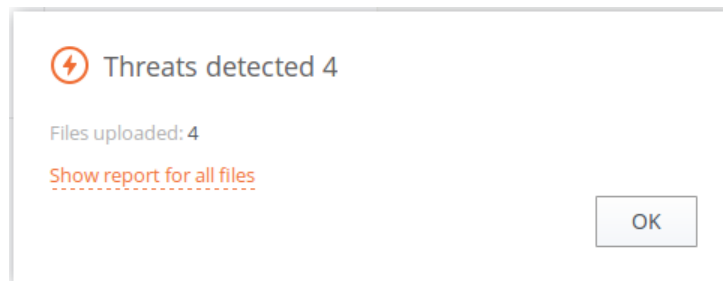 Threats detected 4
Files uploaded: 4
Show report for all files
OK